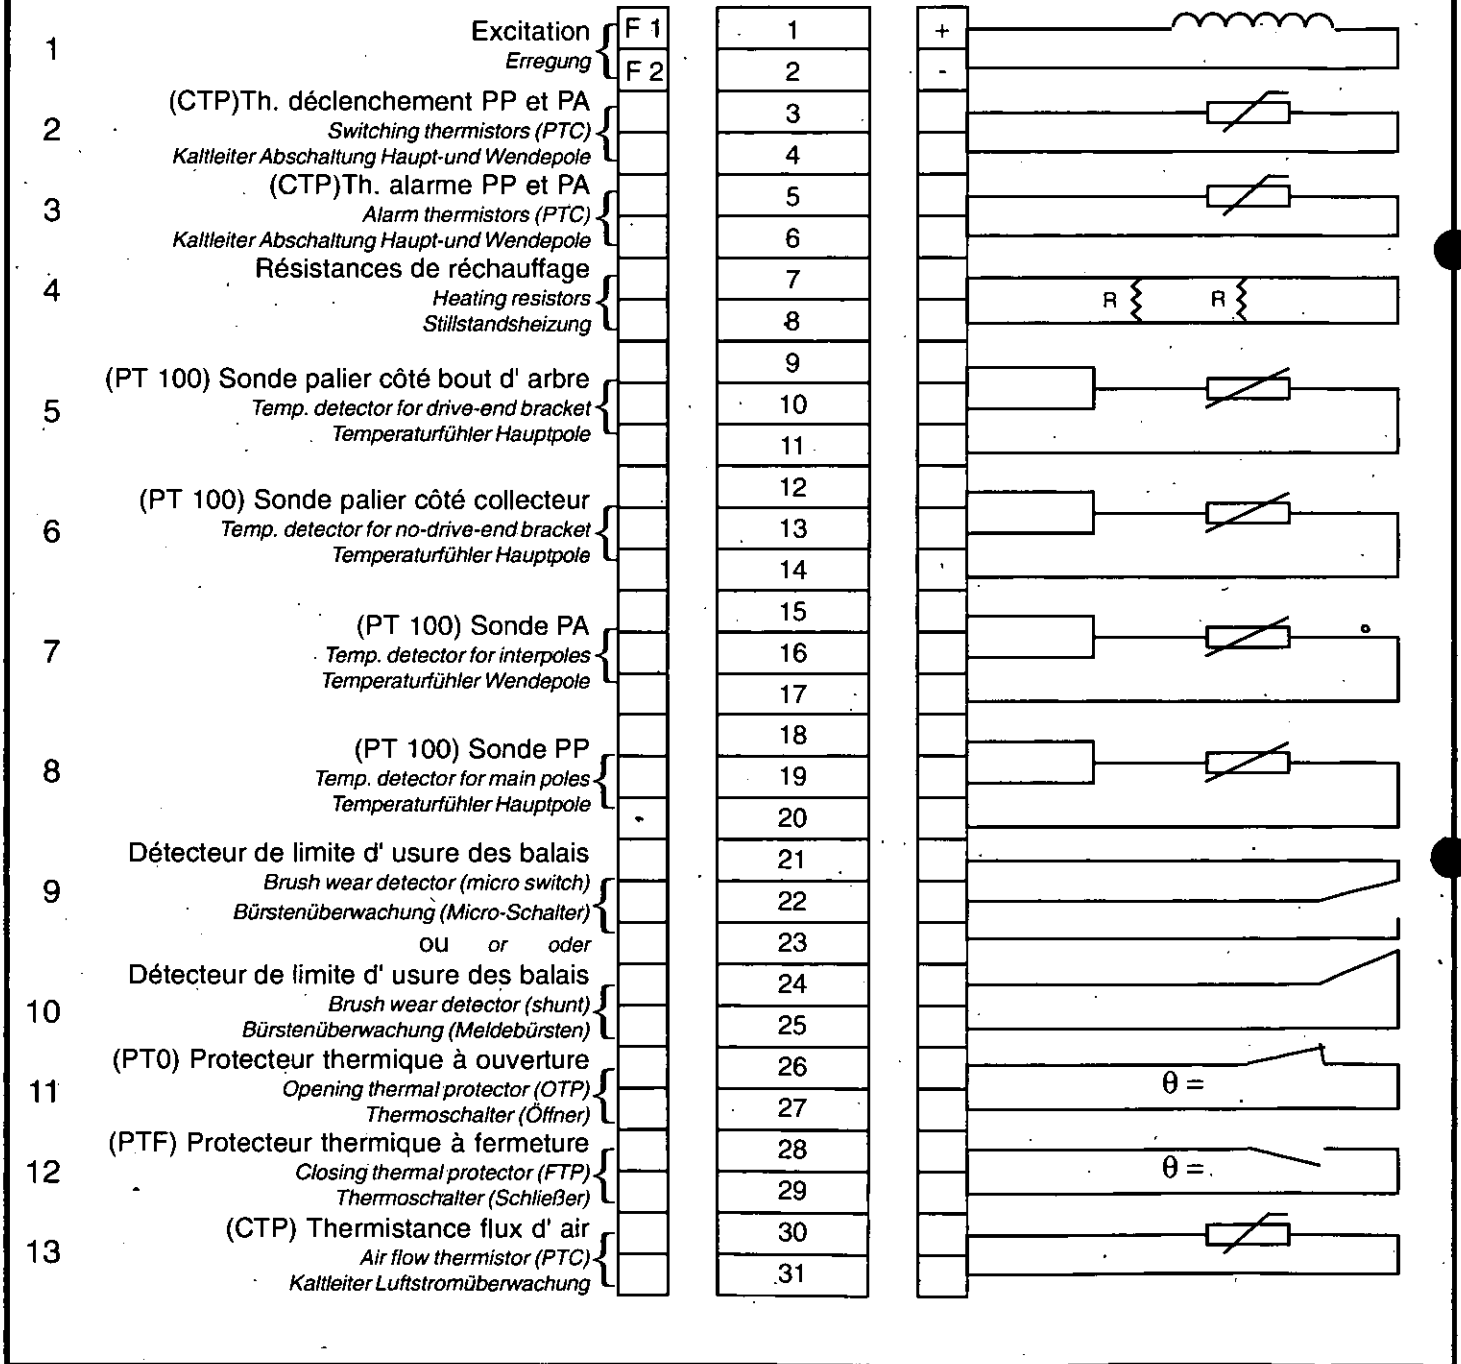 1
Excitation
Erregung
F 1
F 2
1
2
+
-
2
(CTP)Th. déclenchement PP et PA
Switching thermistors (PTC)
Kaltleiter Abschaltung Haupt-und Wendepole
3
4
3
(CTP)Th. alarme PP et PA
Alarm thermistors (PTC)
Kaltleiter Abschaltung Haupt-und Wendepole
5
6
4
Résistances de réchauffage
Heating resistors
Stillstandsheizung
7
8
R
R
5
(PT 100) Sonde palier côté bout d' arbre
Temp. detector for drive-end bracket
Temperaturfühler Hauptpole
9
10
11
6
(PT 100) Sonde palier côté collecteur
Temp. detector for no-drive-end bracket
Temperaturfühler Hauptpole
12
13
14
7
(PT 100) Sonde PA
Temp. detector for interpoles
Temperaturfühler Wendepole
15
16
17
8
(PT 100) Sonde PP
Temp. detector for main poles
Temperaturfühler Hauptpole
18
19
20
9
Détecteur de limite d' usure des balais
Brush wear detector (micro switch)
Bürstenüberwachung (Micro-Schalter)
21
22
23
ou or oder
10
Détecteur de limite d' usure des balais
Brush wear detector (shunt)
Bürstenüberwachung (Meldebürsten)
24
25
11
(PT0) Protecteur thermique à ouverture
Opening thermal protector (OTP)
Thermoschalter (Öffner)
26
27
θ =
12
(PTF) Protecteur thermique à fermeture
Closing thermal protector (FTP)
Thermoschalter (Schließer)
28
29
θ =
13
(CTP) Thermistance flux d' air
Air flow thermistor (PTC)
Kaltleiter Luftstromüberwachung
30
31